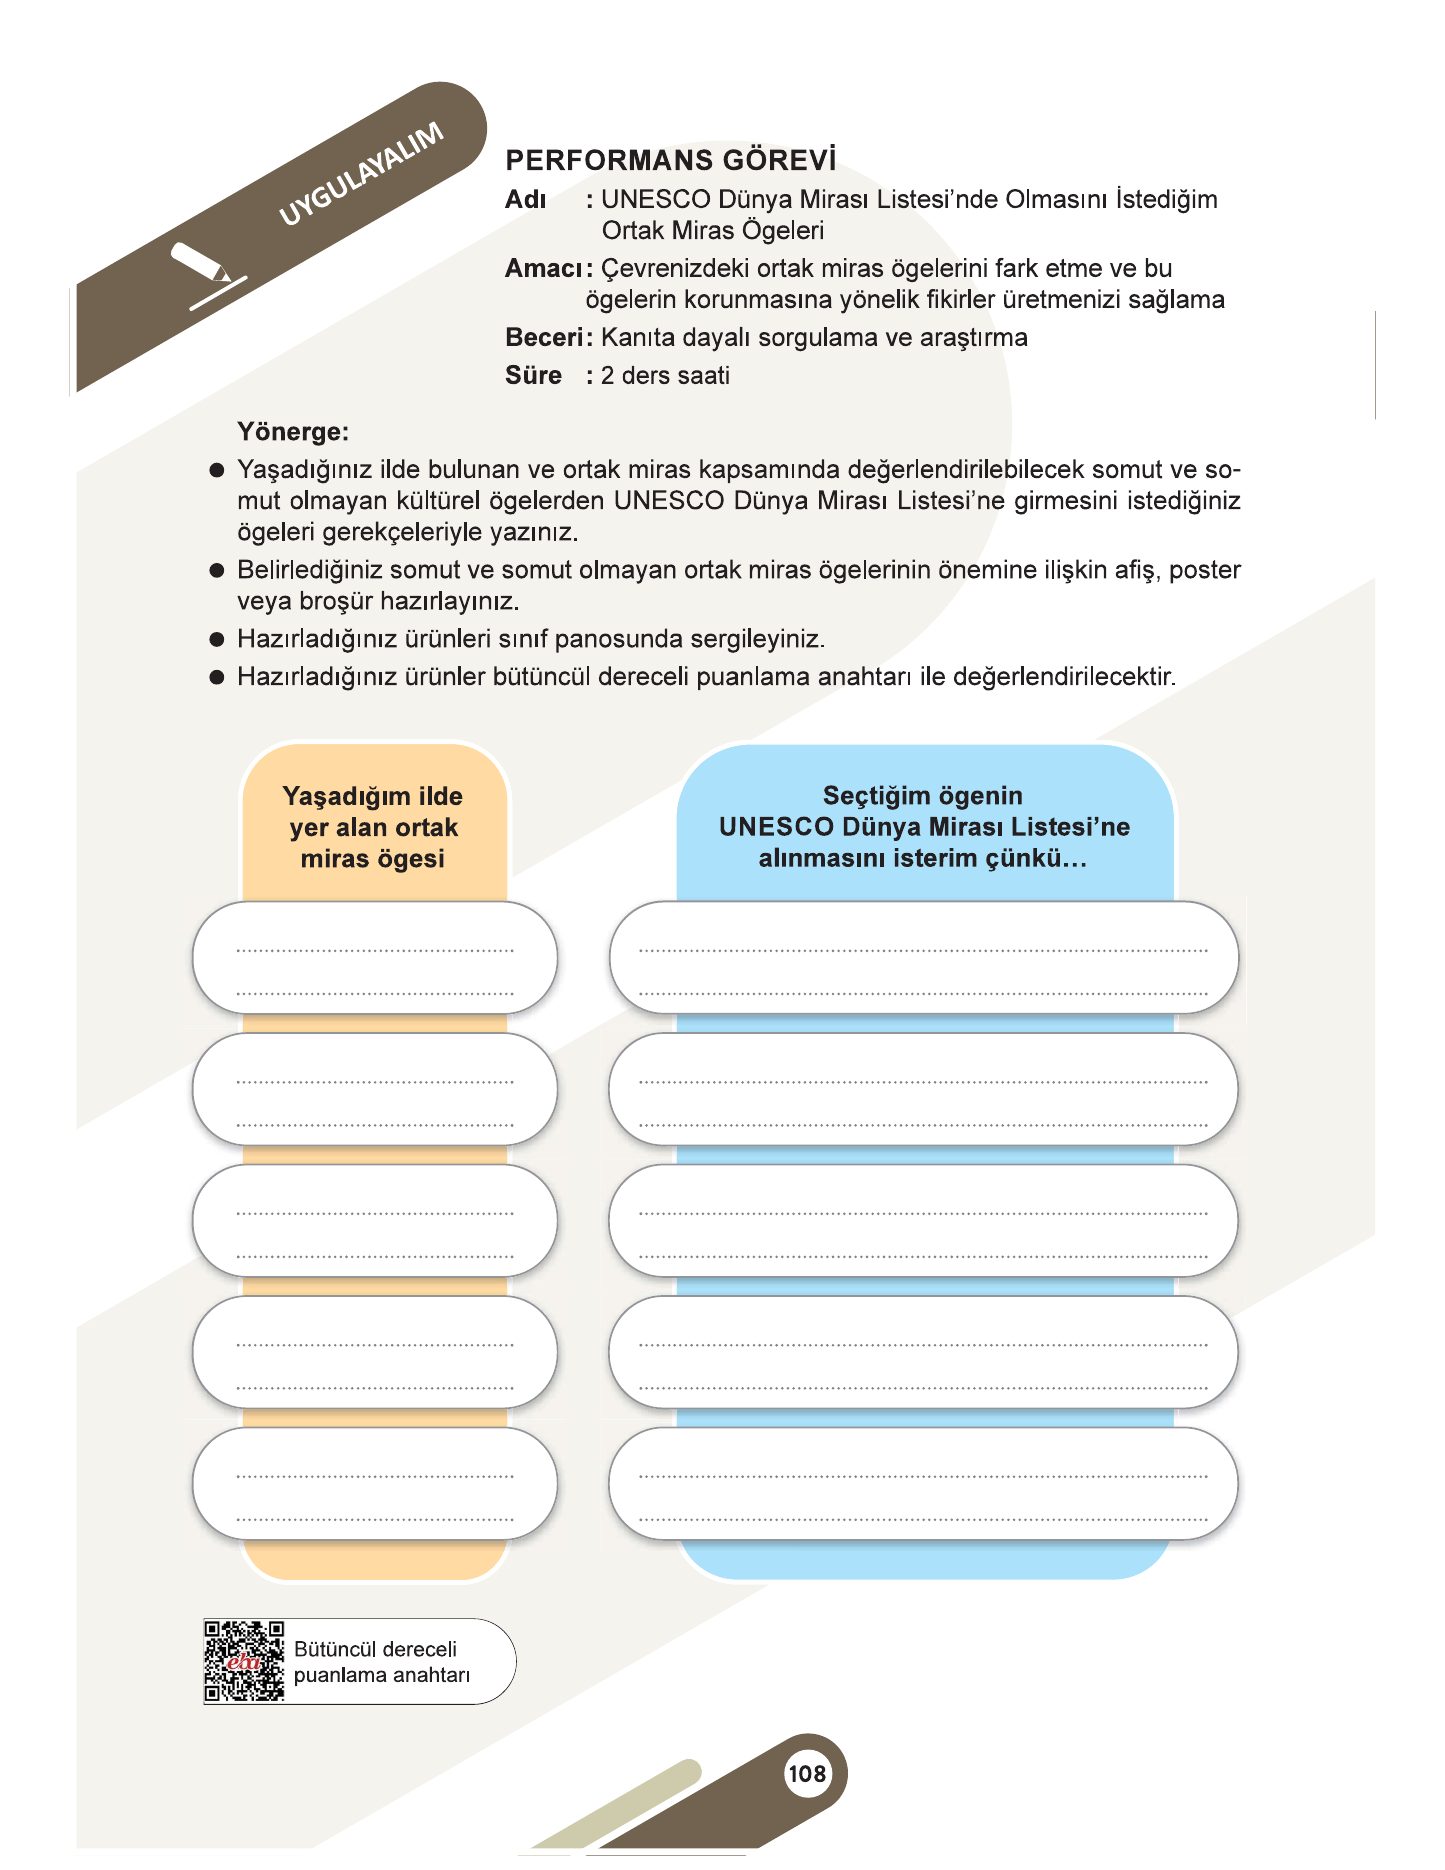 UYGULAYALIM
PERFORMANS GÖREVİ
Adı : UNESCO Dünya Mirası Listesi’nde Olmasını İstediğim
Ortak Miras Ögeleri
Amacı : Çevrenizdeki ortak miras ögelerini fark etme ve bu
ögelerin korunmasına yönelik fikirler üretmenizi sağlama
Beceri : Kanıta dayalı sorgulama ve araştırma
Süre : 2 ders saati
Yönerge:
● Yaşadığınız ilde bulunan ve ortak miras kapsamında değerlendirilebilecek somut ve so-
mut olmayan kültürel ögelerden UNESCO Dünya Mirası Listesi’ne girmesini istediğiniz
ögeleri gerekçeleriyle yazınız.
● Belirlediğiniz somut ve somut olmayan ortak miras ögelerinin önemine ilişkin afiş, poster
veya broşür hazırlayınız.
● Hazırladığınız ürünleri sınıf panosunda sergileyiniz.
● Hazırladığınız ürünler bütüncül dereceli puanlama anahtarı ile değerlendirilecektir.
Yaşadığım ilde
yer alan ortak
miras ögesi
Seçtiğim ögenin
UNESCO Dünya Mirası Listesi’ne
alınmasını isterim çünkü…
eba
Bütüncül dereceli
puanlama anahtarı
108